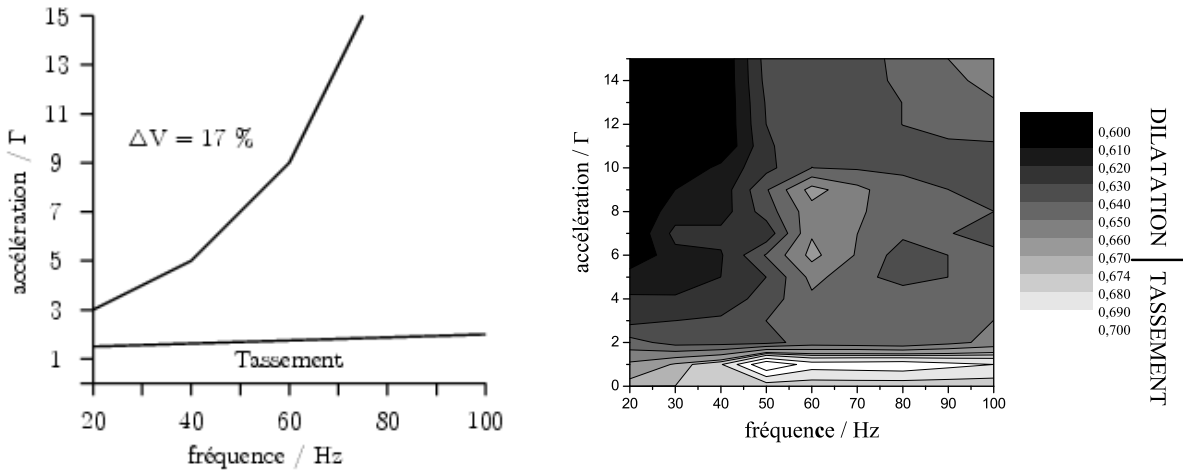 15
13
11
9
7
5
3
1
accélération / Γ
ΔV = 17 %
Tassement
20 40 60 80 100
fréquence / Hz
14
12
10
8
6
4
2
0
accélération / Γ
20 30 40 50 60 70 80 90 100
fréquence / Hz
0,600
0,610
0,620
0,630
0,640
0,650
0,660
0,670
0,674
0,680
0,690
0,700
DILATATION
TASSEMENT